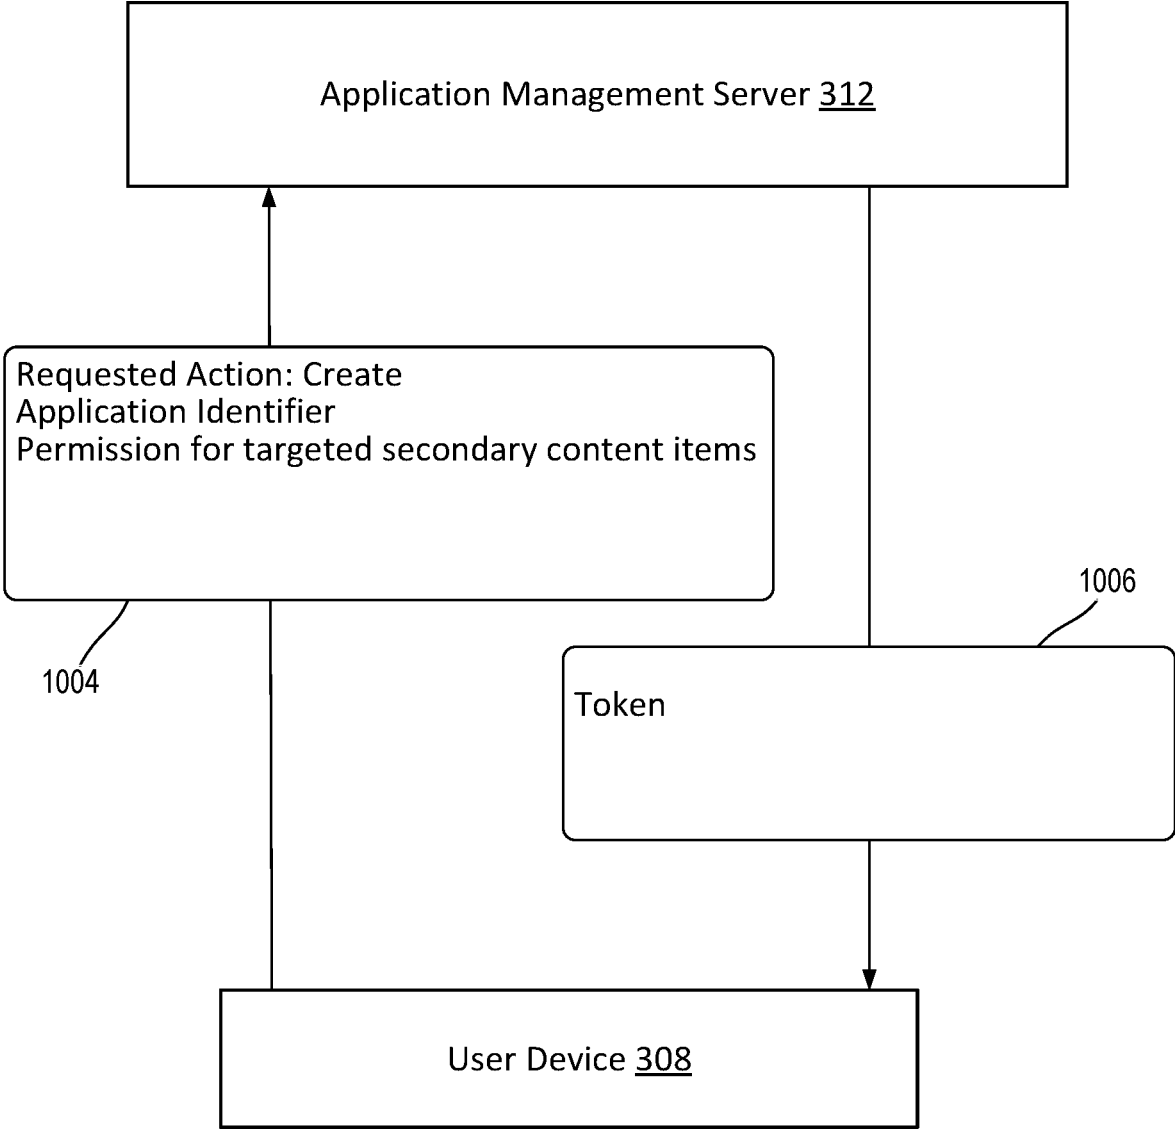 Application Management Server 312
Requested Action: Create
Application Identifier
Permission for targeted secondary content items
1004
1006
Token
User Device 308